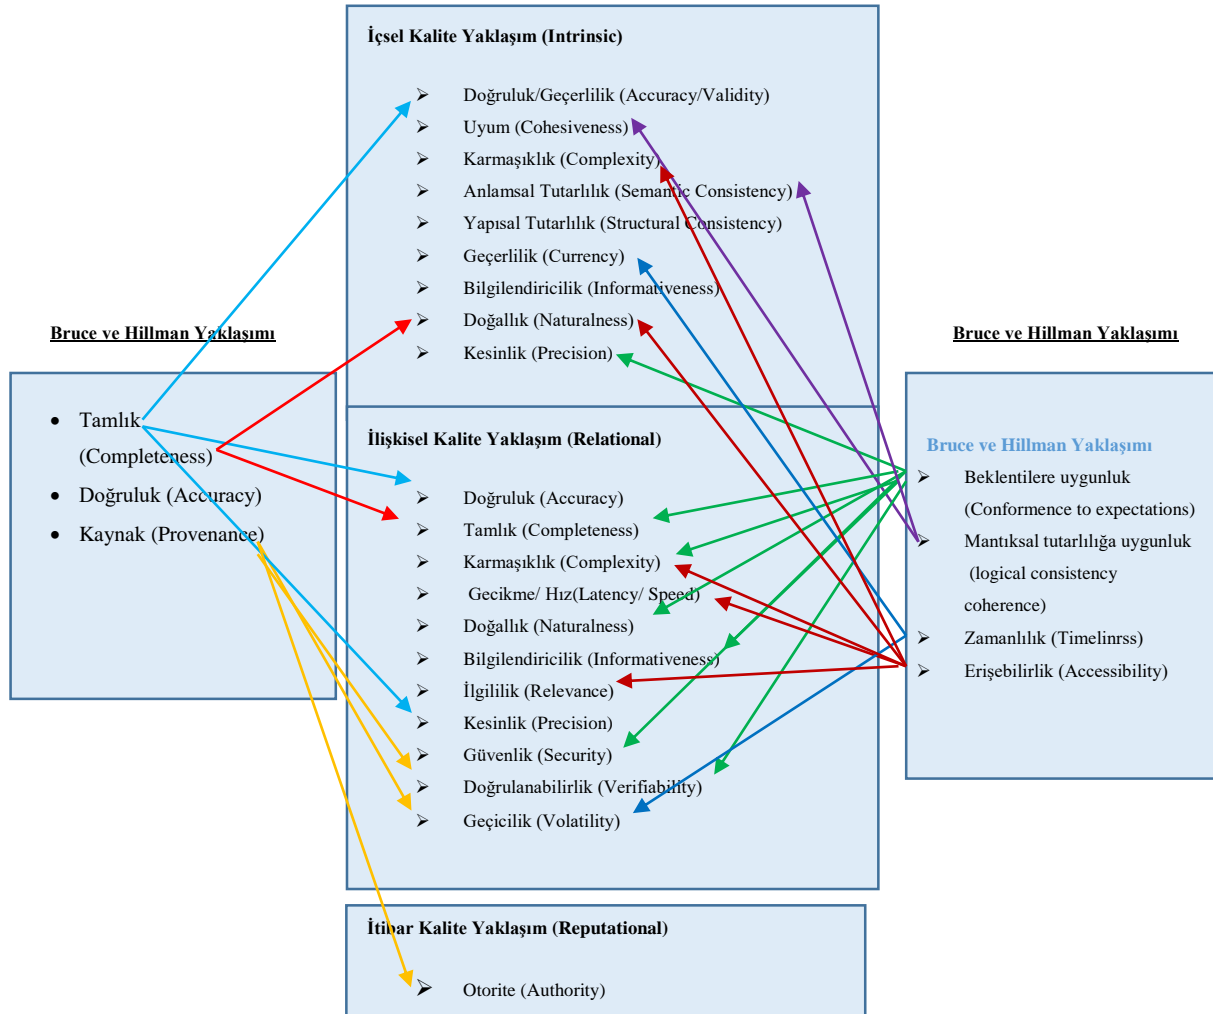 İçsel Kalite Yaklaşım (Intrinsic)
Doğruluk/Geçerlilik (Accuracy/Validity)
Uyum (Cohesiveness)
Karmaşıklık (Complexity)
Anlamsal Tutarlılık (Semantic Consistency)
Yapısal Tutarlılık (Structural Consistency)
Geçerlilik (Currency)
Bilgilendiricilik (Informativeness)
Doğallık (Naturalness)
Kesinlik (Precision)
Bruce ve Hillman Yaklaşımı
Tamlık
(Completeness)
Doğruluk (Accuracy)
Kaynak (Provenance)
İlişkisel Kalite Yaklaşım (Relational)
Doğruluk (Accuracy)
Tamlık (Completeness)
Karmaşıklık (Complexity)
Gecikme/ Hız(Latency/ Speed)
Doğallık (Naturalness)
Bilgilendiricilik (Informativeness)
İlgililik (Relevance)
Kesinlik (Precision)
Güvenlik (Security)
Doğrulanabilirlik (Verifiability)
Geçicilik (Volatility)
İtibar Kalite Yaklaşım (Reputational)
Otorite (Authority)
Bruce ve Hillman Yaklaşımı
Bruce ve Hillman Yaklaşımı
Beklentilere uygunluk
(Conformence to expectations)
Mantıksal tutarlılığa uygunluk
(logical consistency
coherence)
Zamanlılık (Timelinrss)
Erişebilirlik (Accessibility)